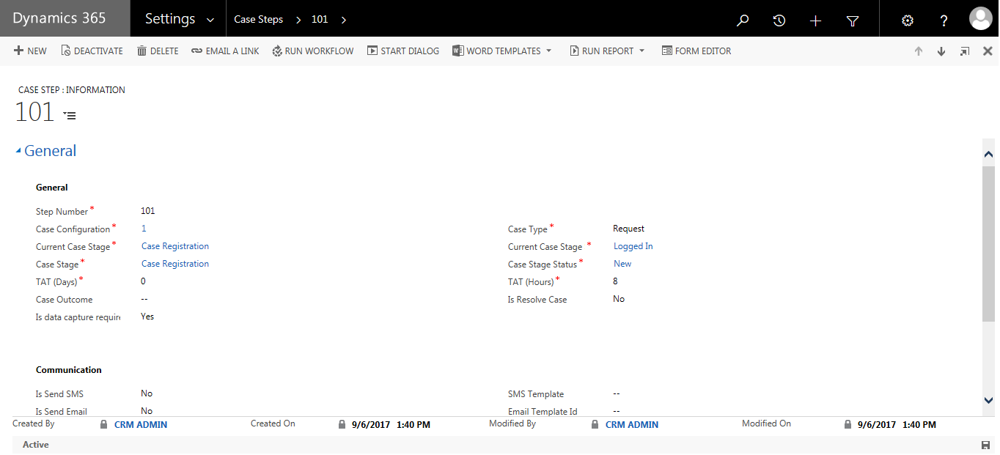 Dynamics 365 Settings Case Steps 101
NEW DEACTIVATE DELETE EMAIL A LINK RUN WORKFLOW START DIALOG WORD TEMPLATES RUN REPORT FORM EDITOR
CASE STEP : INFORMATION
101
General
General
Step Number* 101
Case Configuration* 1 Case Type* Request
Current Case Stage* Case Registration Current Case Stage * Logged In
Case Stage* Case Registration Case Stage Status* New
TAT (Days)* 0 TAT (Hours)* 8
Case Outcome -- Is Resolve Case No
Is data capture require Yes
Communication
Is Send SMS No SMS Template --
Is Send Email No Email Template Id --
Created By CRM ADMIN Created On 9/6/2017 1:40 PM Modified By CRM ADMIN Modified On 9/6/2017 1:40 PM
Active